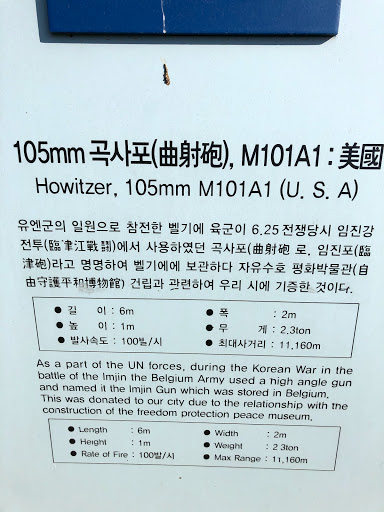 105mm 곡사포(曲射砲), M101A1 : 美國
Howitzer, 105mm M101A1 (U. S. A)
유엔군의 일원으로 참전한 벨기에 육군이 6.25전쟁당시 임진강
전투(臨津江戰鬪)에서 사용하였던 곡사포(曲射砲 로. 임진포(臨
津砲)라고 명명하여 벨기에에 보관하다 자유수호 평화박물관(自
由守護平和博物館) 건립과 관련하여 우리 시에 기증한 것이다.
● 길 이 : 6m ● 폭 : 2m
● 높 이 : 1m ● 무 게 : 2.3ton
● 발사속도 : 100발/시 ● 최대사거리 : 11,160m
As a part of the UN forces, during the Korean War in the
battle of the Imjin the Belgium Army used a high angle gun
and named it the Imjin Gun which was stored in Belgium.
This was donated to our city due to the relationship with the
construction of the freedom protection peace museum.
● Length : 6m ● Width : 2m
● Height : 1m ● Weight : 2.3ton
● Rate of Fire : 100발/시 ● Max Range : 11,160m